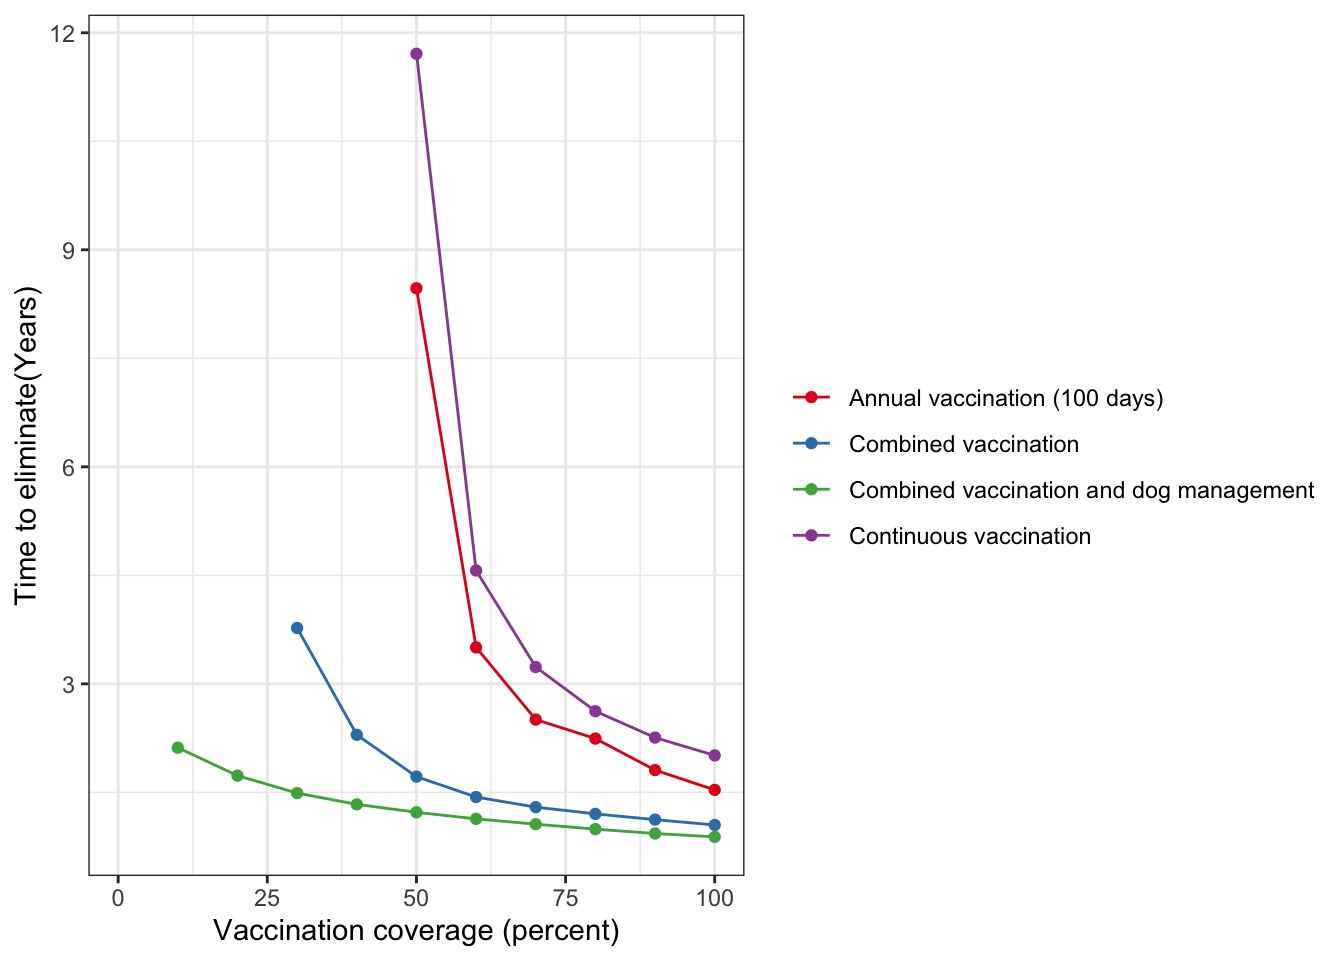 12
9
6
3
Time to eliminate(Years)
0 25 50 75 100
Vaccination coverage (percent)
Annual vaccination (100 days)
Combined vaccination
Combined vaccination and dog management
Continuous vaccination